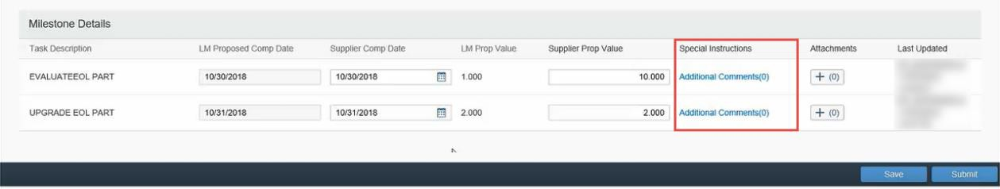 Milestone Details
Task Description LM Proposed Comp Date Supplier Comp Date LM Prop Value Supplier Prop Value Special Instructions Attachments Last Updated
EVALUATEEOL PART 10/30/2018 10/30/2018 1.000 10.000 Additional Comments(0) + (0)
UPGRADE EOL PART 10/31/2018 10/31/2018 2.000 2.000 Additional Comments(0) + (0)
Save Submit